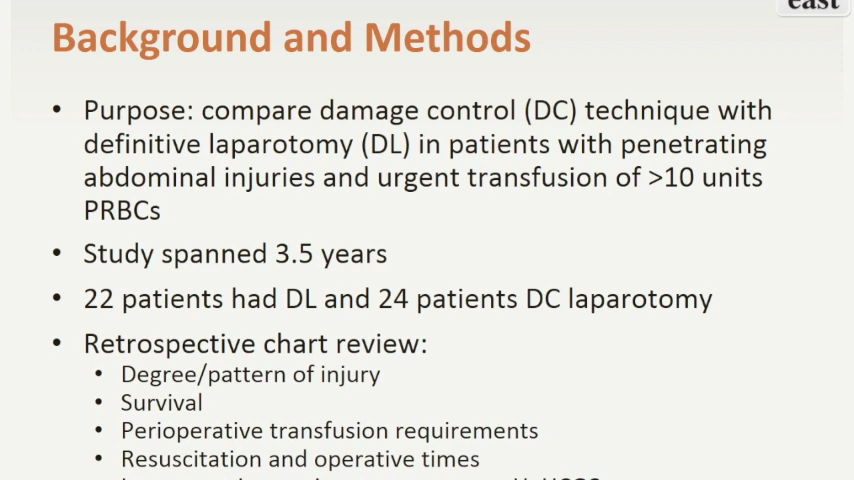 east
Background and Methods
• Purpose: compare damage control (DC) technique with
definitive laparotomy (DL) in patients with penetrating
abdominal injuries and urgent transfusion of >10 units
PRBCs
• Study spanned 3.5 years
• 22 patients had DL and 24 patients DC laparotomy
• Retrospective chart review:
• Degree/pattern of injury
• Survival
• Perioperative transfusion requirements
• Resuscitation and operative times